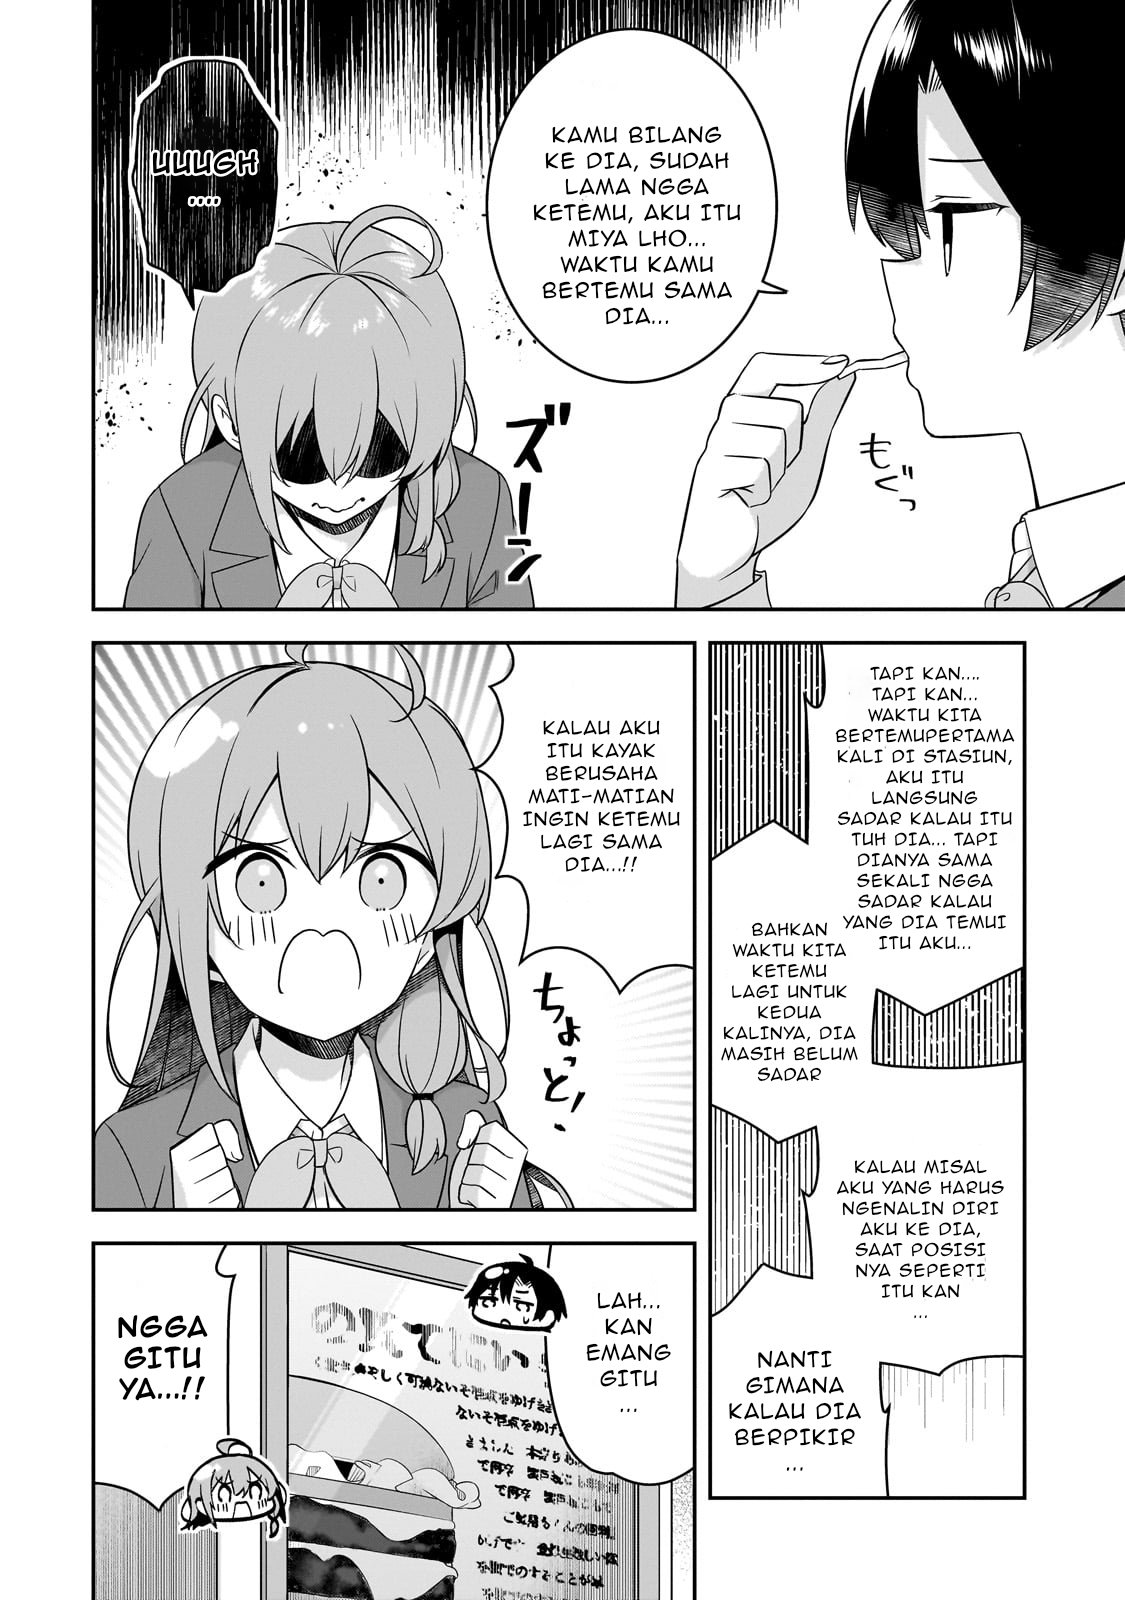 KAMU BILANG
KE DIA, SUDAH
LAMA NGGA
KETEMU, AKU ITU
MIYA LHO...
WAKTU KAMU
BERTEMU SAMA
DIA...
UUUGH
....
もぐっ
ズーン
TAPI KAN....
TAPI KAN...
WAKTU KITA
BERTEMUPERTAMA
KALI DI STASIUN,
AKU ITU
LANGSUNG
SADAR KALAU ITU
TUH DIA... TAPI
DIANYA SAMA
SEKALI NGGA
SADAR KALAU
YANG DIA TEMUI
ITU AKU...
BAHKAN
WAKTU KITA
KETEMU
LAGI UNTUK
KEDUA
KALINYA, DIA
MASIH BELUM
SADAR
KALAU MISAL
AKU YANG HARUS
NGENALIN DIRI
AKU KE DIA,
SAAT POSISI
NYA SEPERTI
ITU KAN
...
NANTI
GIMANA
KALAU DIA
BERPIKIR
...
KALAU AKU
ITU KAYAK
BERUSAHA
MATI-MATIAN
INGIN KETEMU
LAGI SAMA
DIA...!!
ちょっと!
LAH...
KAN
EMANG
GITU
...
NGGA
GITU
YA...!!